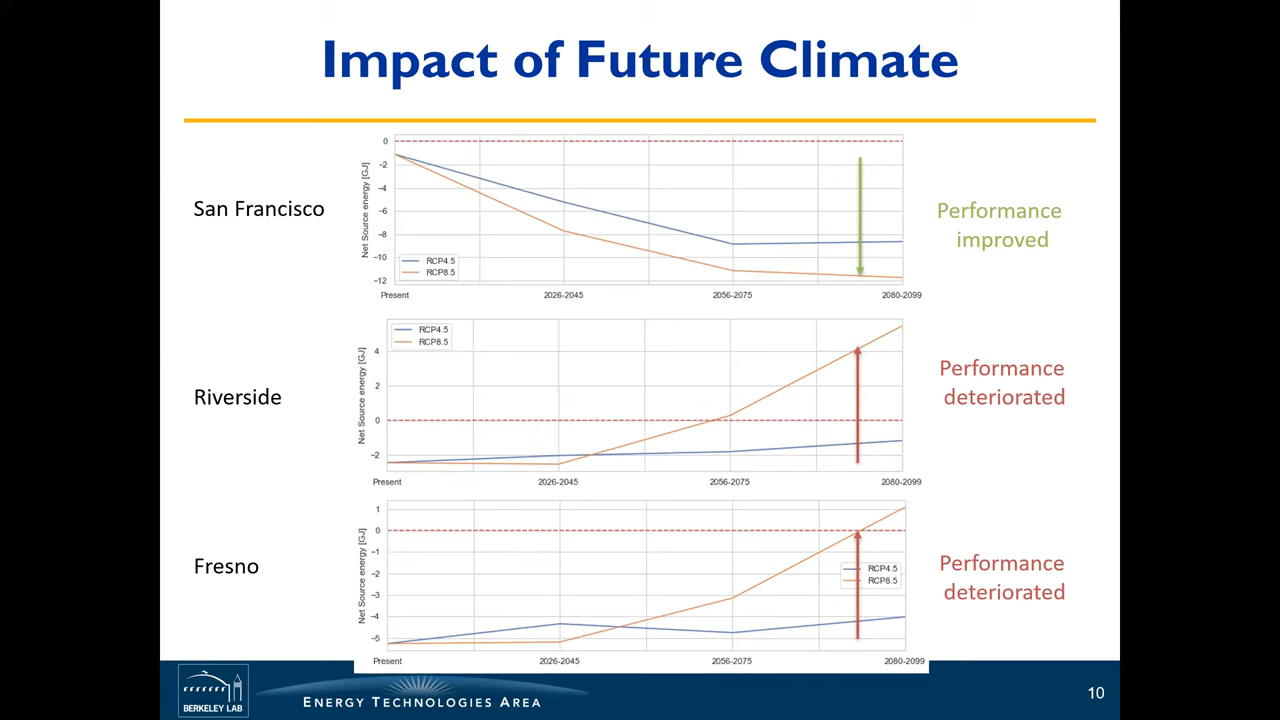 Impact of Future Climate
San Francisco
Net Source energy [GJ]
0
−2
−4
−6
−8
−10
−12
RCP4.5
RCP8.5
Present
2026-2045
2056-2075
2080-2099
Performance
improved
Riverside
Net Source energy [GJ]
4
2
0
−2
RCP4.5
RCP8.5
Present
2026-2045
2056-2075
2080-2099
Performance
deteriorated
Fresno
Net Source energy [GJ]
1
0
−1
−2
−3
−4
−5
RCP4.5
RCP8.5
Present
2026-2045
2056-2075
2080-2099
Performance
deteriorated
BERKELEY LAB
ENERGY TECHNOLOGIES AREA
10